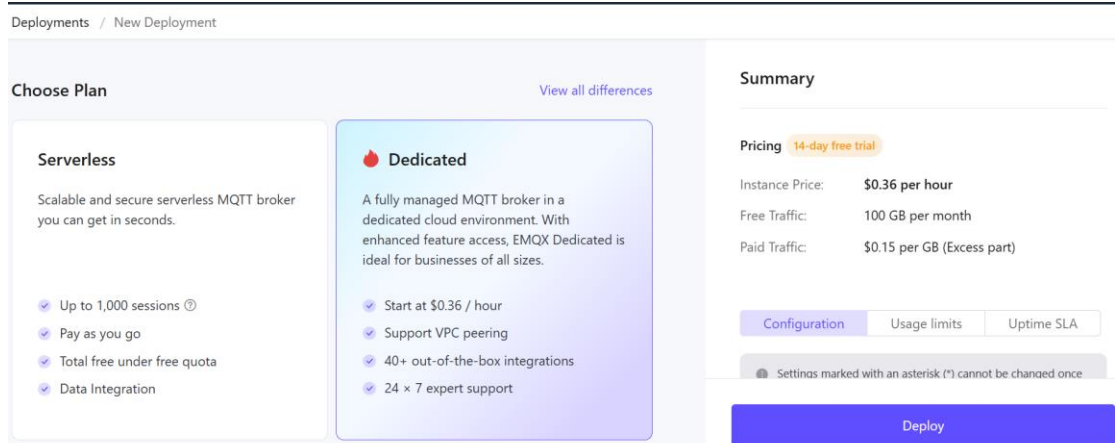 Deployments / New Deployment
Choose Plan
View all differences
Serverless
Scalable and secure serverless MQTT broker
you can get in seconds.
Up to 1,000 sessions
Pay as you go
Total free under free quota
Data Integration
Dedicated
A fully managed MQTT broker in a
dedicated cloud environment. With
enhanced feature access, EMQX Dedicated is
ideal for businesses of all sizes.
Start at $0.36 / hour
Support VPC peering
40+ out-of-the-box integrations
24 × 7 expert support
Summary
Pricing 14-day free trial
Instance Price: $0.36 per hour
Free Traffic: 100 GB per month
Paid Traffic: $0.15 per GB (Excess part)
Configuration Usage limits Uptime SLA
Settings marked with an asterisk (*) cannot be changed once
Deploy